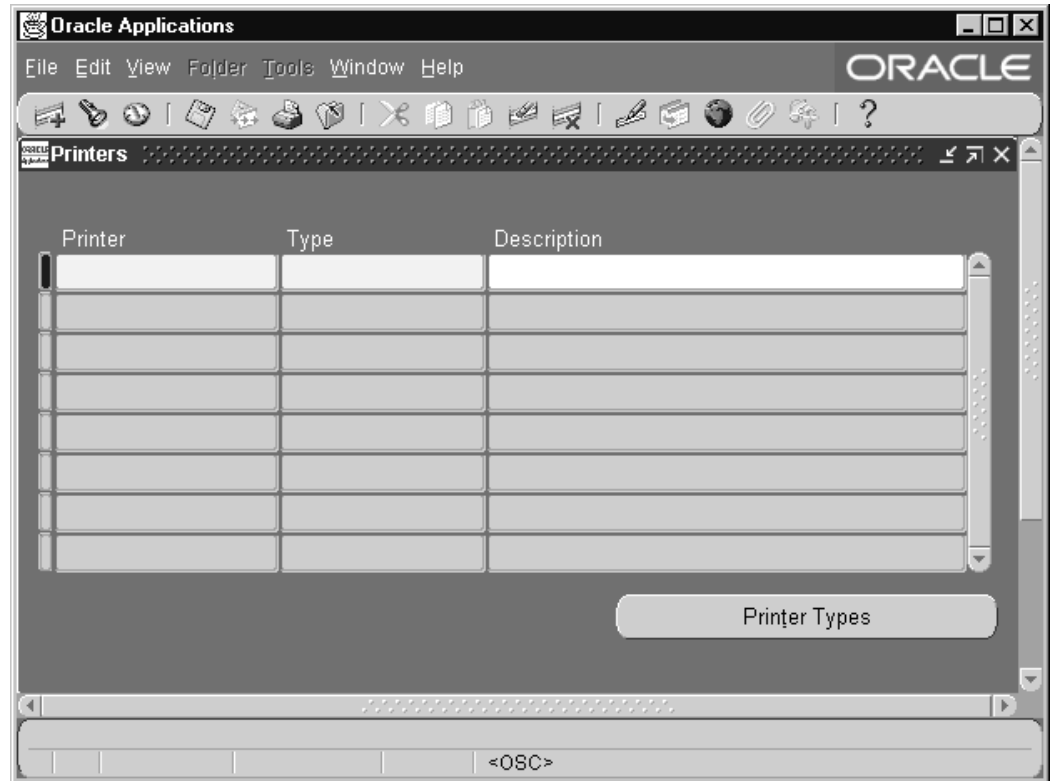 Oracle Applications
File Edit View Folder Tools Window Help
ORACLE
?
Printers
Printer Type Description
Printer Types
<OSC>